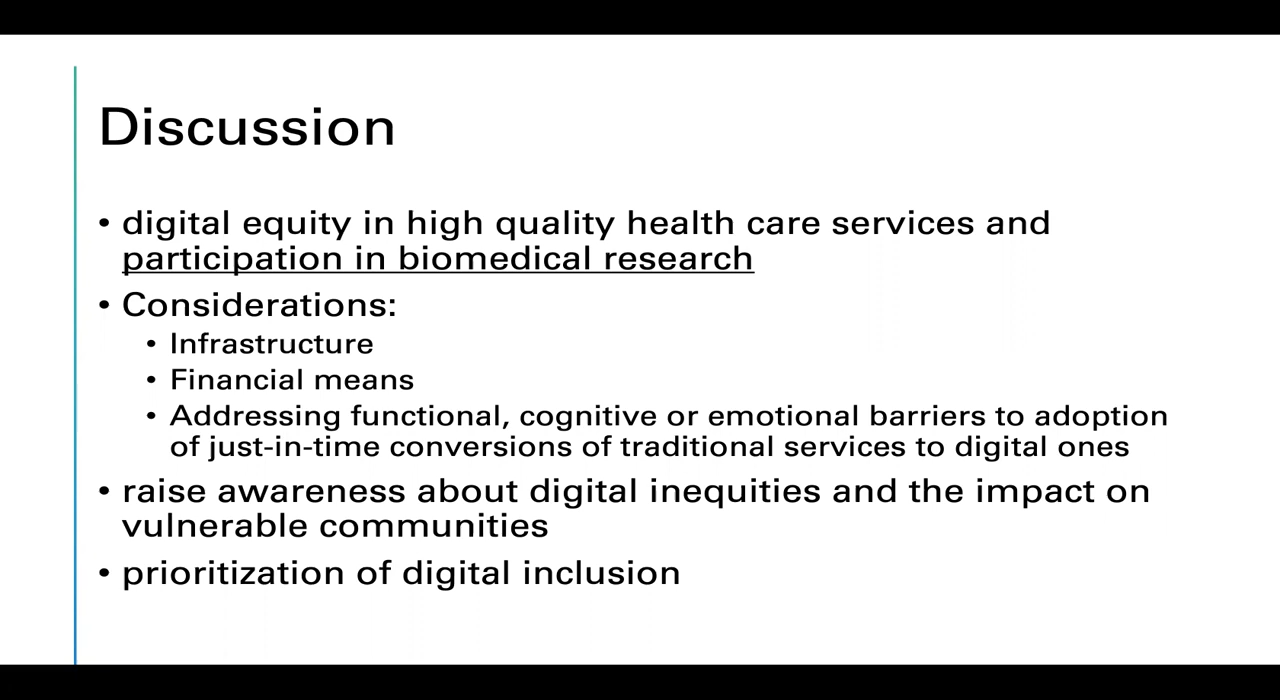 Discussion
• digital equity in high quality health care services and
participation in biomedical research
• Considerations:
• Infrastructure
• Financial means
• Addressing functional, cognitive or emotional barriers to adoption
of just-in-time conversions of traditional services to digital ones
• raise awareness about digital inequities and the impact on
vulnerable communities
• prioritization of digital inclusion